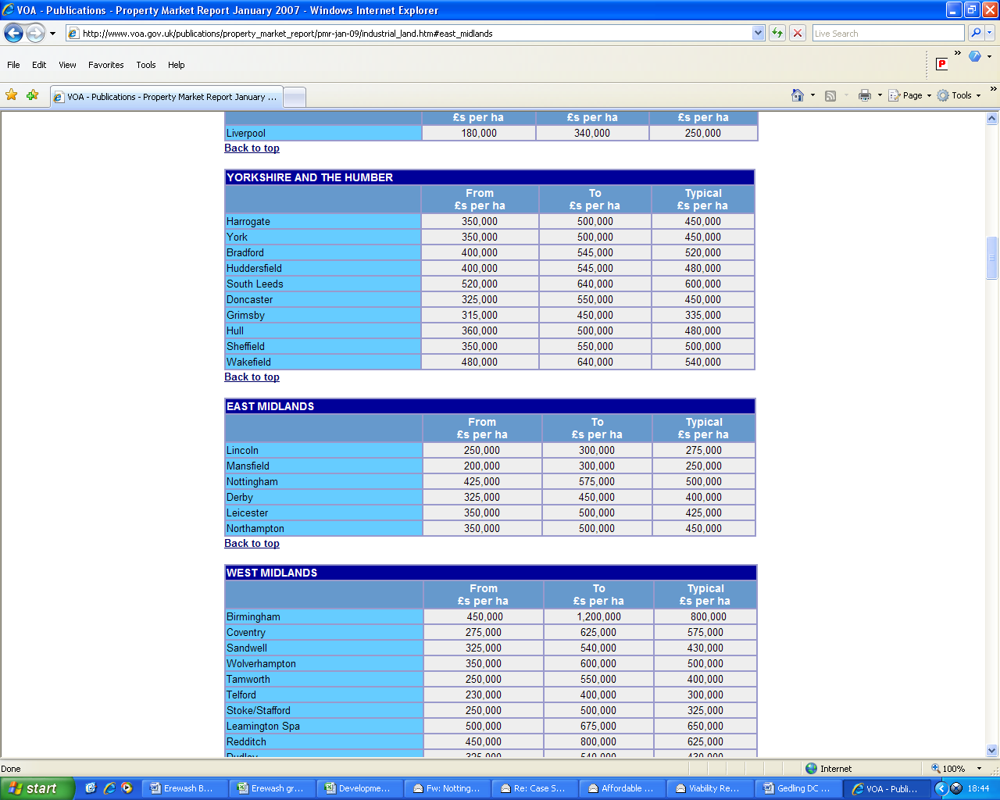 VOA - Publications - Property Market Report January 2007 - Windows Internet Explorer
http://www.voa.gov.uk/publications/property_market_report/pmr-jan-09/industrial_land.htm#east_midlands
Live Search
File Edit View Favorites Tools Help
P »
VOA - Publications - Property Market Report January ...
Page Tools »
£s per ha £s per ha £s per ha
Liverpool 180,000 340,000 250,000
Back to top
YORKSHIRE AND THE HUMBER
From To Typical
£s per ha £s per ha £s per ha
Harrogate 350,000 500,000 450,000
York 350,000 500,000 450,000
Bradford 400,000 545,000 520,000
Huddersfield 400,000 545,000 480,000
South Leeds 520,000 640,000 600,000
Doncaster 325,000 550,000 450,000
Grimsby 315,000 450,000 335,000
Hull 360,000 500,000 480,000
Sheffield 350,000 550,000 500,000
Wakefield 480,000 640,000 540,000
Back to top
EAST MIDLANDS
From To Typical
£s per ha £s per ha £s per ha
Lincoln 250,000 300,000 275,000
Mansfield 200,000 300,000 250,000
Nottingham 425,000 575,000 500,000
Derby 325,000 450,000 400,000
Leicester 350,000 500,000 425,000
Northampton 350,000 500,000 450,000
Back to top
WEST MIDLANDS
From To Typical
£s per ha £s per ha £s per ha
Birmingham 450,000 1,200,000 800,000
Coventry 275,000 625,000 575,000
Sandwell 325,000 540,000 430,000
Wolverhampton 350,000 600,000 500,000
Tamworth 250,000 550,000 400,000
Telford 230,000 400,000 300,000
Stoke/Stafford 250,000 500,000 325,000
Leamington Spa 500,000 675,000 650,000
Redditch 450,000 800,000 625,000
Dudley 325,000 540,000 430,000
Done Internet 100%
start Erewash B... Erewash gr... Developme... Fw: Notting... Re: Case S... Affordable ... Viability Re... Gedling DC ... VOA - Publi... 18:44